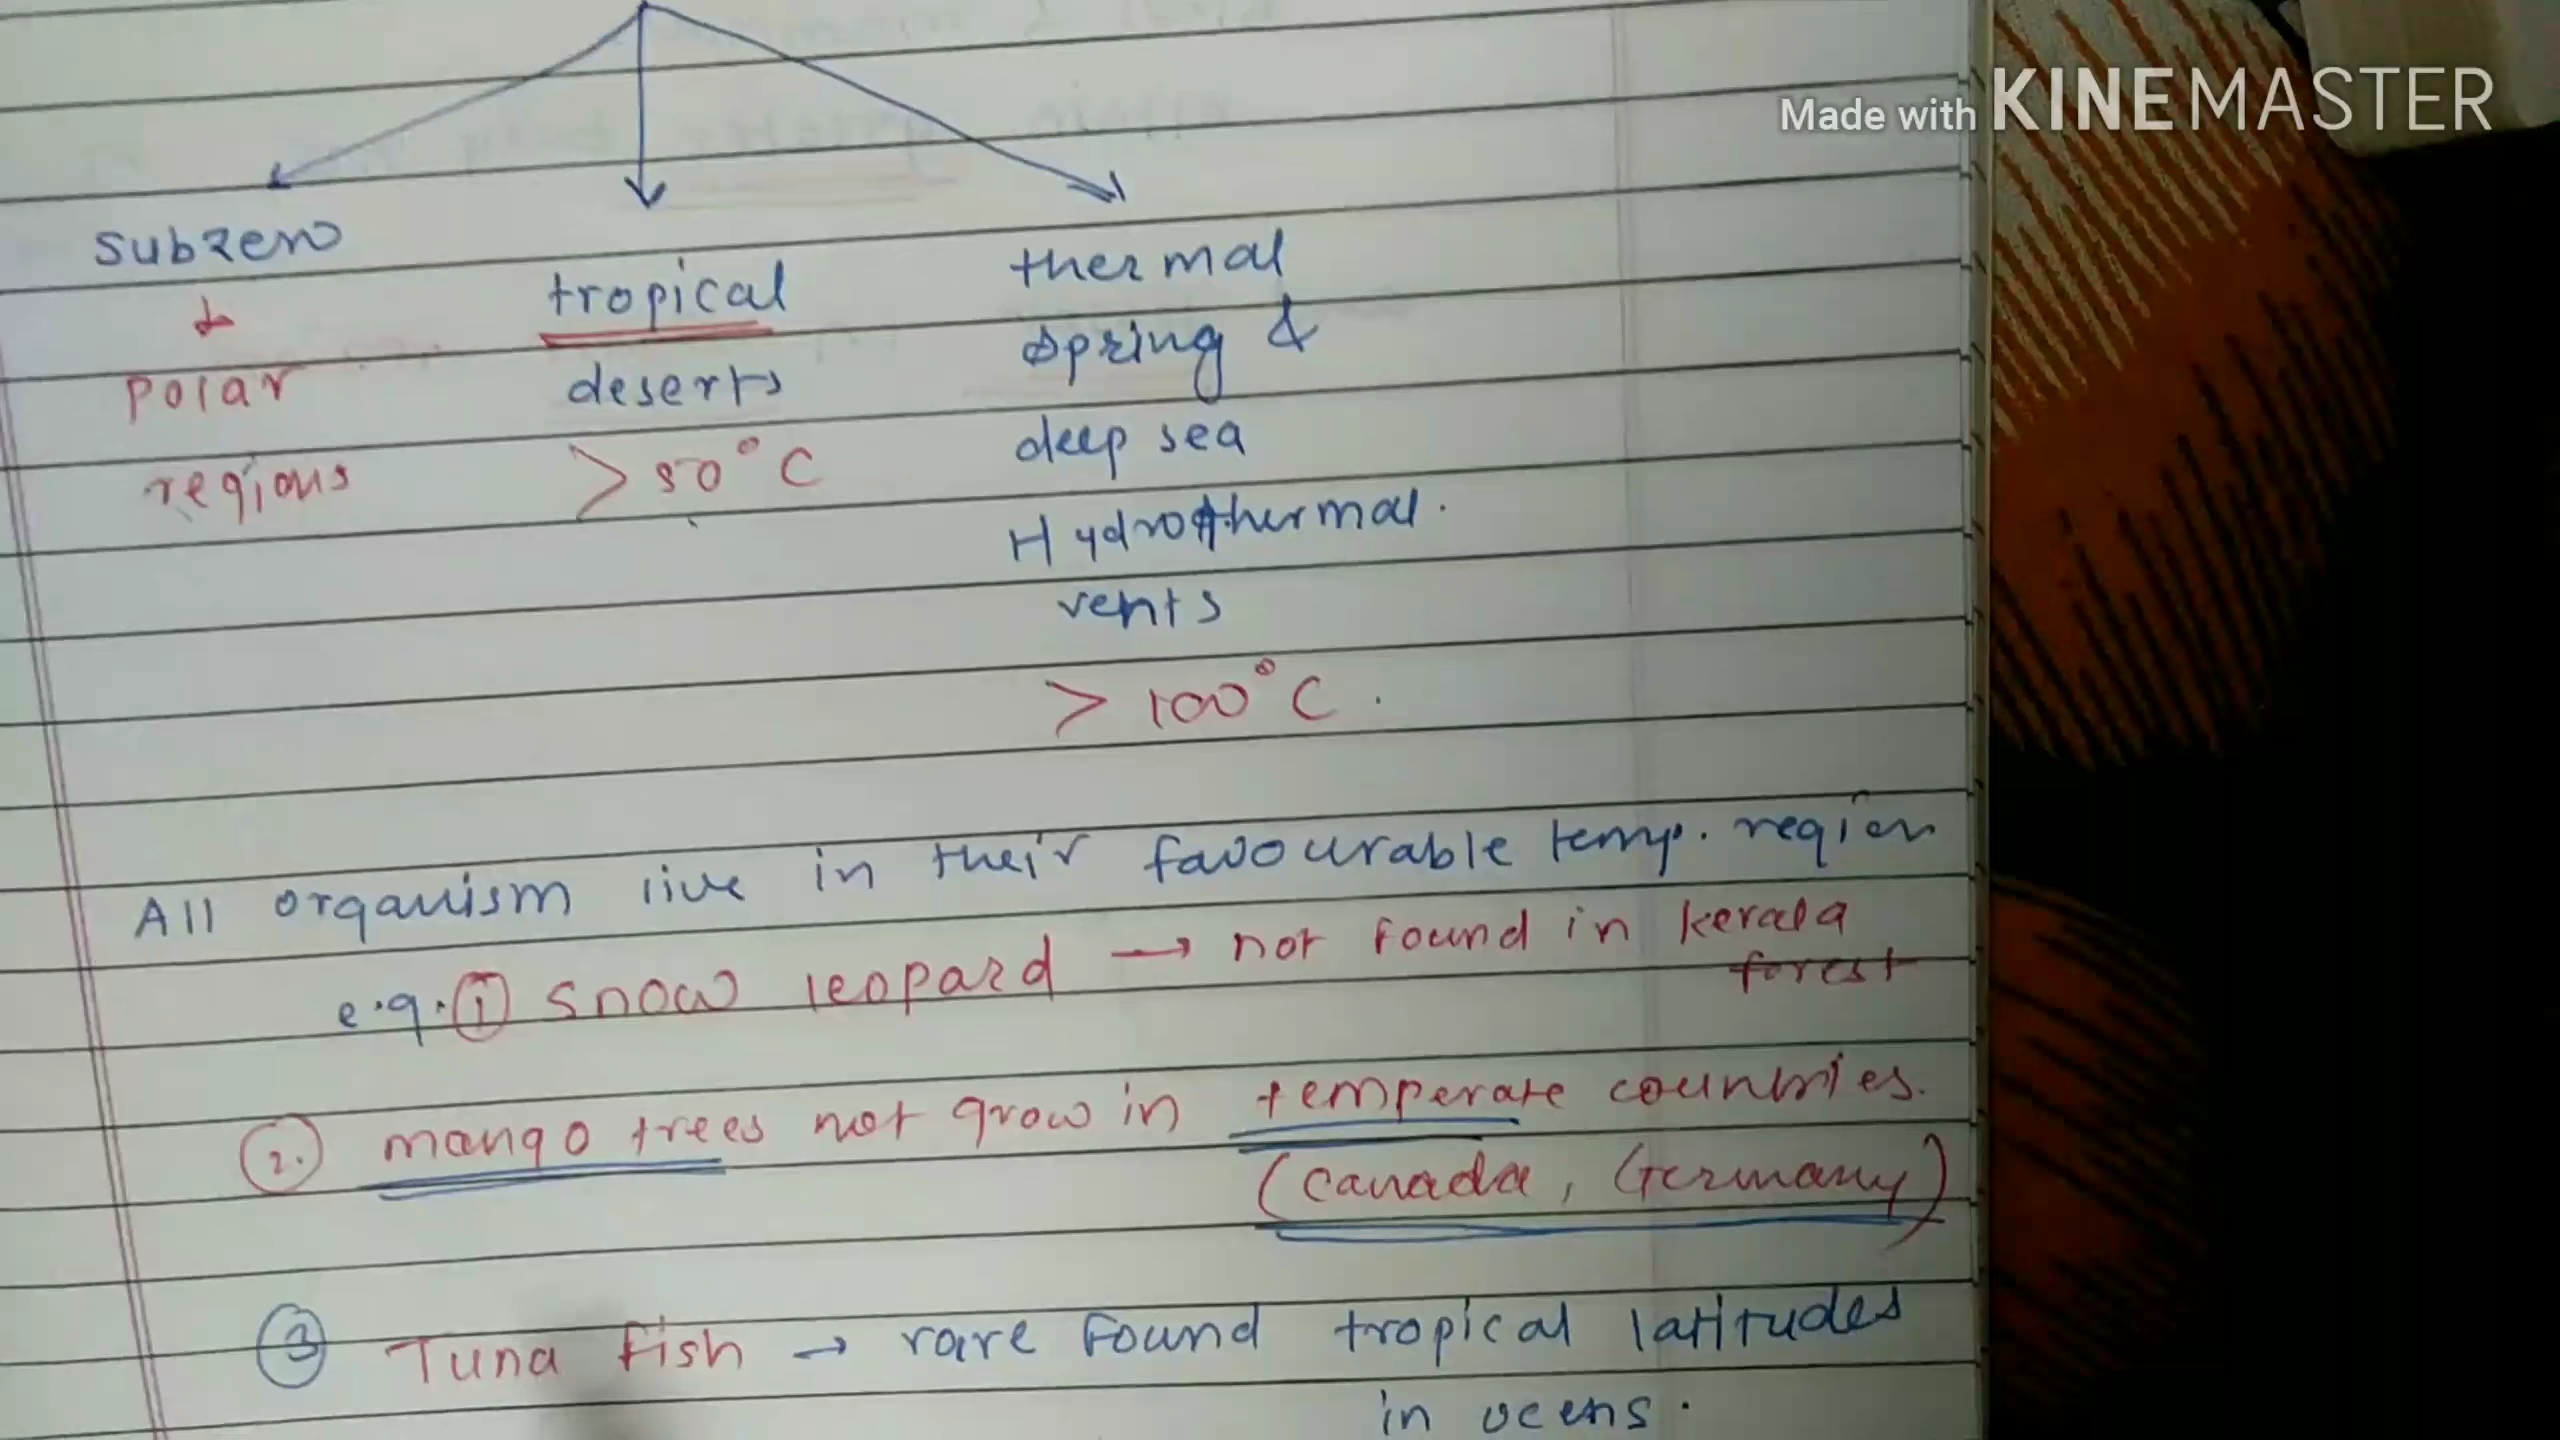 Made with KINEMASTER
subzero
↓
polar
regions
tropical
deserts
>50°C
thermal
spring &
deep sea
Hydrothermal.
vents
> 100°C.
All organism live in their favourable temp. region
e.g. ① Snow leopard → not found in kerala
forest
②. mango trees not grow in temperate countries.
(Canada, Germany)
③ Tuna fish → rare found tropical latitudes
in ocens.